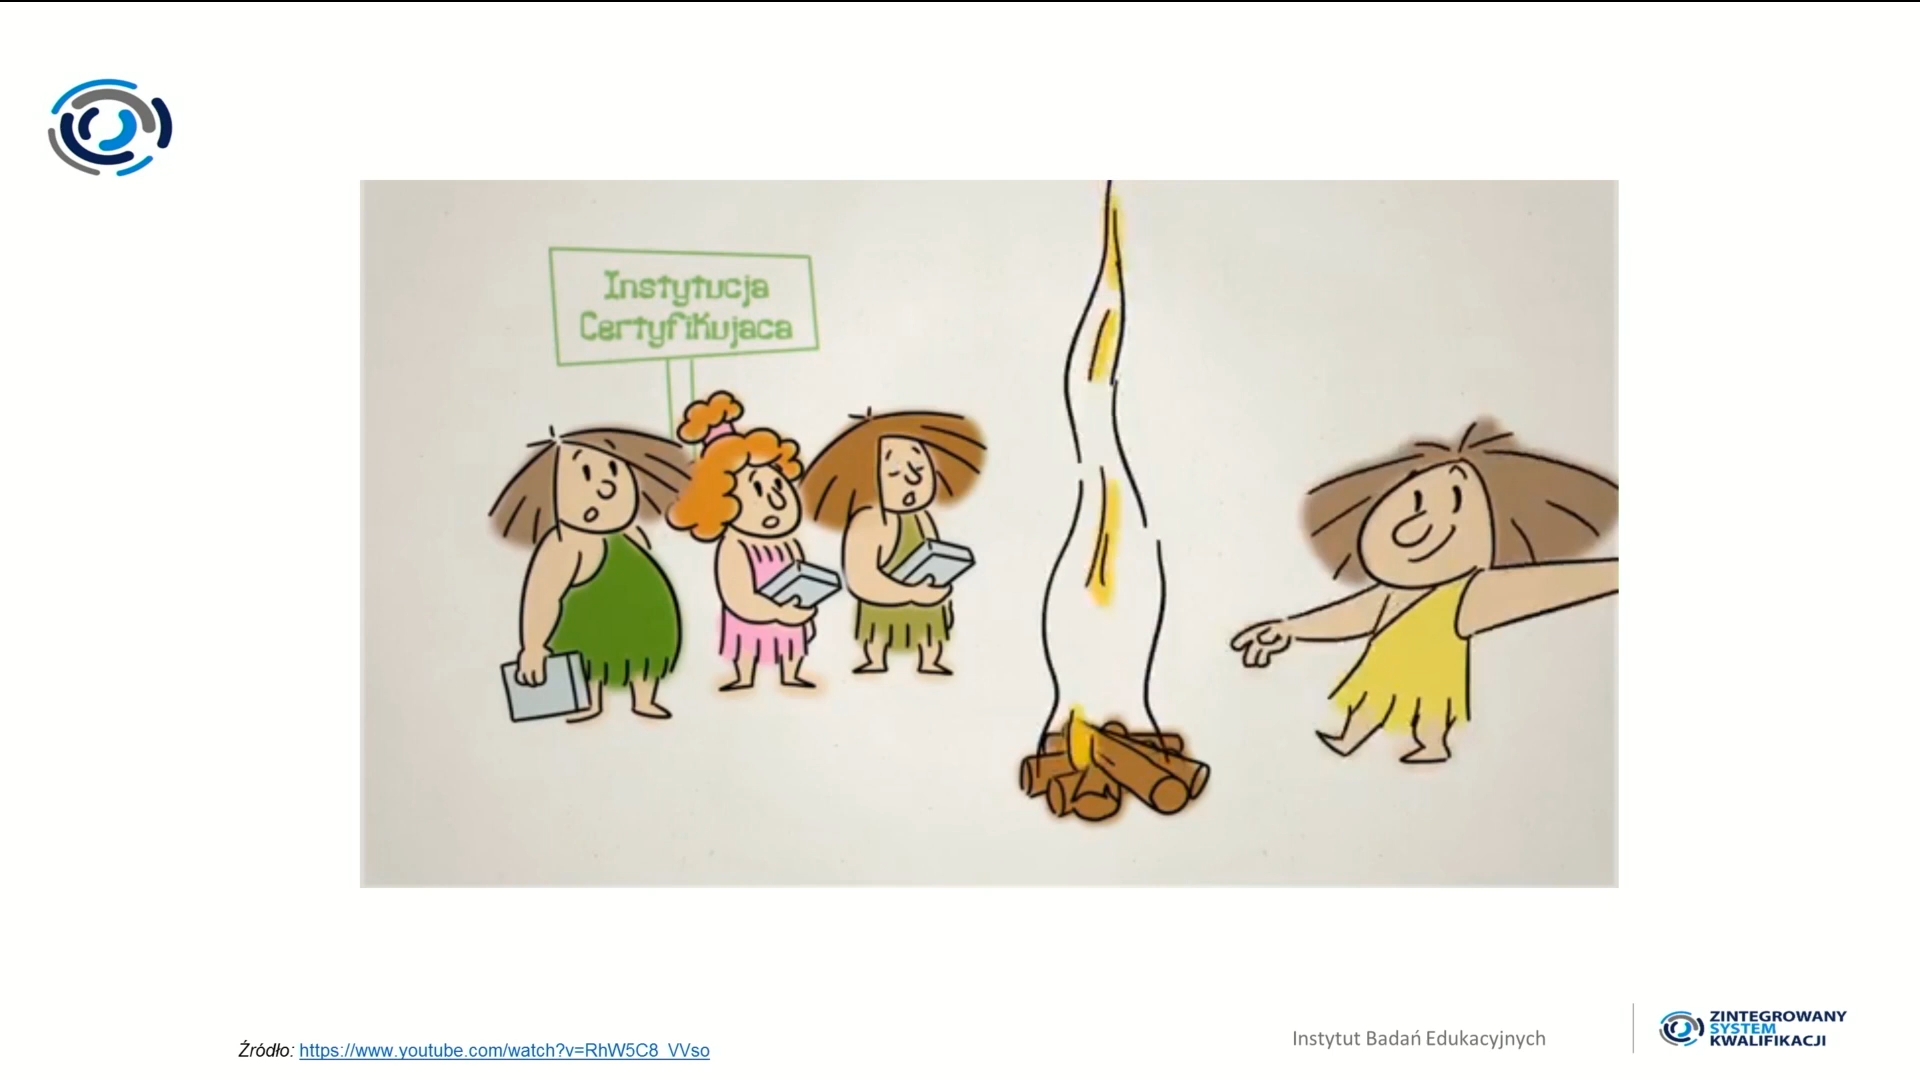 Instytucja
Certyfikujaca
Źródło: https://www.youtube.com/watch?v=RhW5C8_VVso
Instytut Badań Edukacyjnych
ZINTEGROWANY
SYSTEM
KWALIFIKACJI